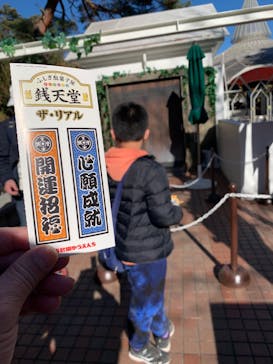 ふしぎ駄菓子屋
銭天堂
ザ・リアル
開運招福
心願成就